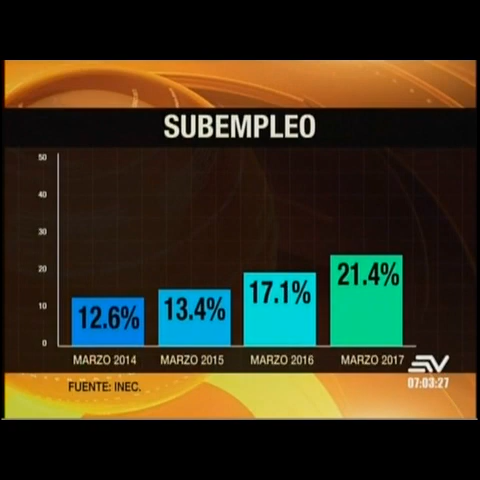 SUBEMPLEO
50
40
30
20
10
0
12.6%
13.4%
17.1%
21.4%
MARZO 2014
MARZO 2015
MARZO 2016
MARZO 2017
FUENTE: INEC.
07:03:27